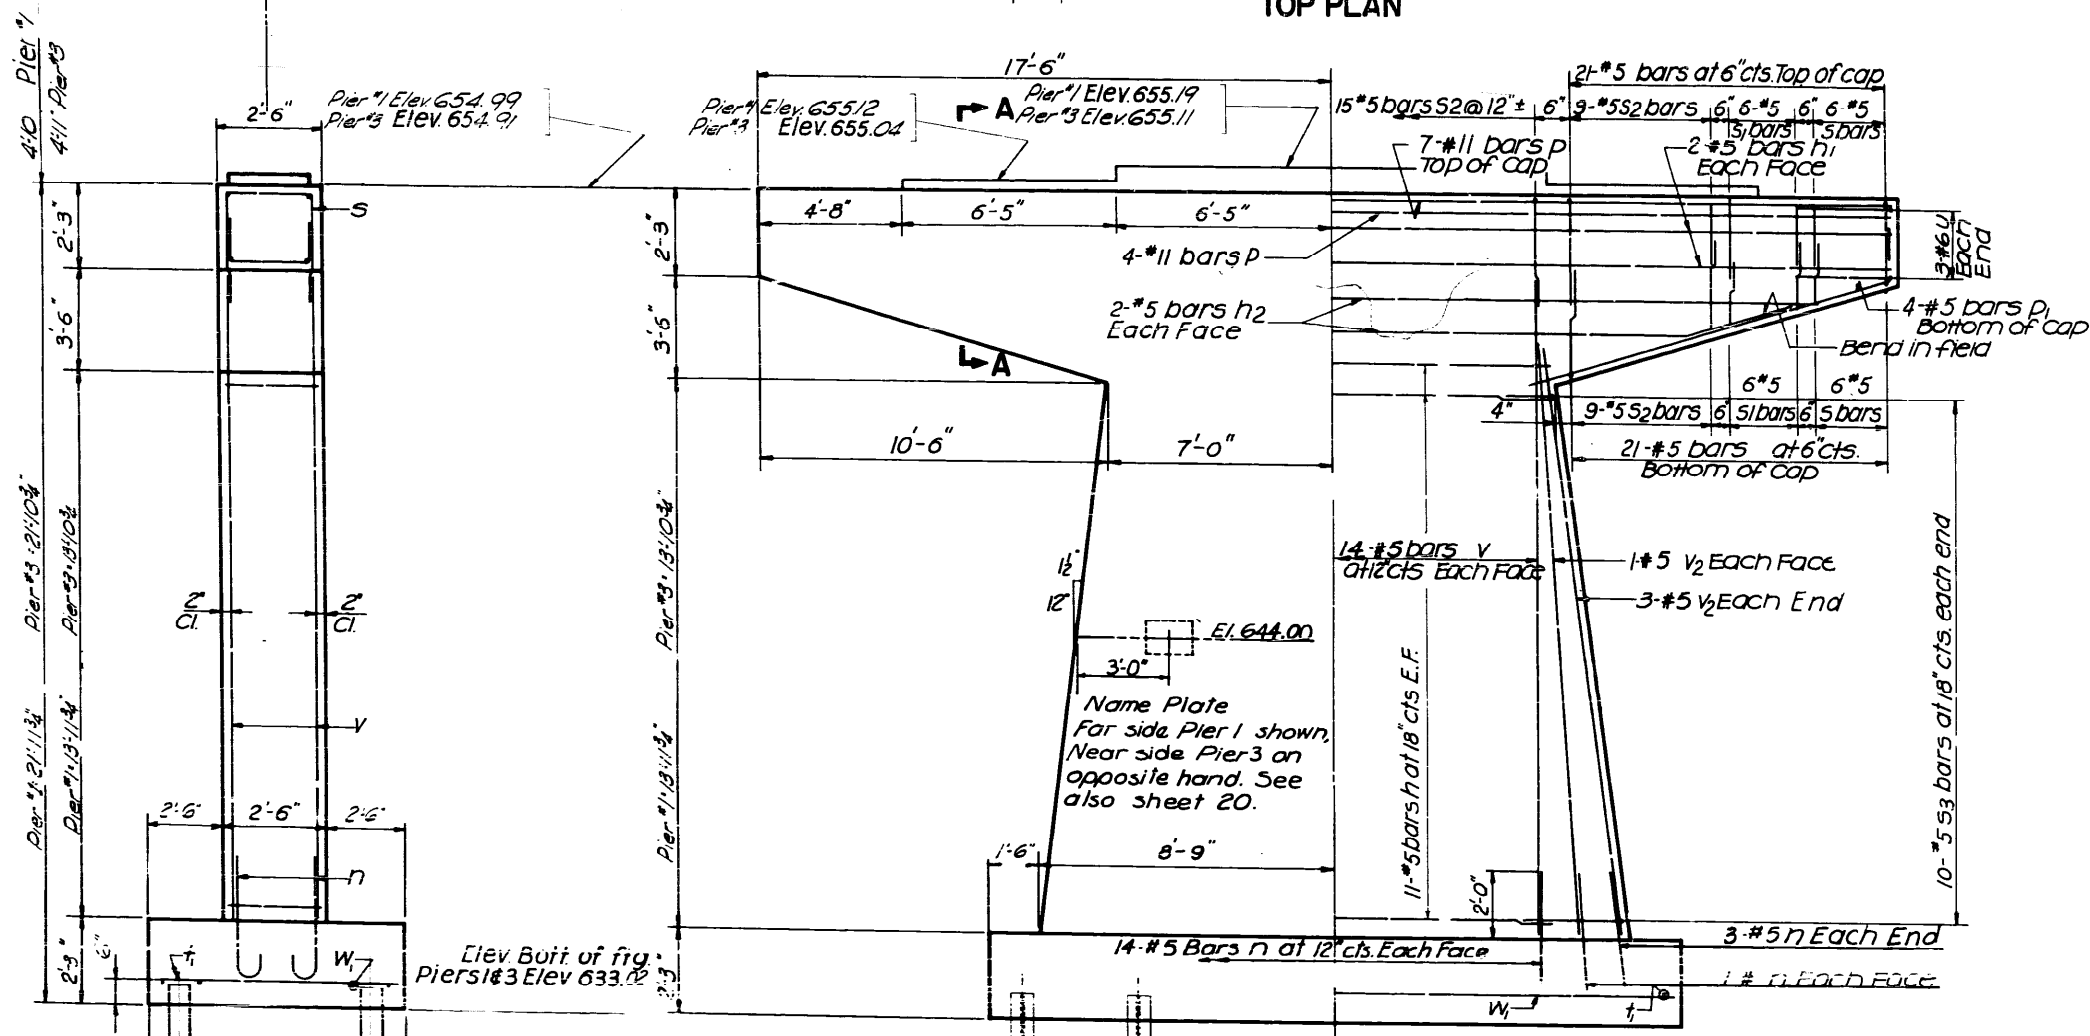 TOP PLAN
4'-10 Pier #1
4'-11" Pier #3
2'-6"
Pier #1 Elev. 654.99
Pier #3 Elev. 654.91
17'-6"
Pier #1 Elev. 655.12
Pier #3 Elev. 655.04
A
Pier #1 Elev. 655.19
Pier #3 Elev. 655.11
21-#5 bars at 6" cts. Top of cap
15 #5 bars S2 @ 12" ±
6"
9-#5 S2 bars
6"
6-#5
S1 bars
6"
6-#5
S bars
7-#11 bars p
Top of cap
2-#5 bars h1
Each Face
S
4'-8"
6'-5"
6'-5"
4-#11 bars p
2'-3"
3'-6"
2'-3"
3'-6"
3-#6 U
Each
End
2-#5 bars h2
Each Face
4-#5 bars p1
Bottom of cap
Bend in field
A
4"
9-#5 S2 bars
6"
6 #5
S1 bars
6"
6 #5
S bars
21-#5 bars at 6" cts.
Bottom of cap
10'-6"
7'-0"
Pier #3 = 21'-10 3/4"
Pier #3 = 13'-10 3/4"
Pier #3 = 13'-10 3/4"
1 1/2"
12"
14-#5 bars v
at 12" cts Each Face
1-#5 v2 Each Face
3-#5 v2 Each End
2"
Cl.
2"
Cl.
El. 644.00
3'-0"
Name Plate
Far side Pier 1 shown,
Near side Pier 3 on
opposite hand. See
also sheet 20.
11-#5 bars h at 18" cts E.F.
10-#5 S3 bars at 18" cts. each end
v
Pier #1 = 21'-11 3/4"
Pier #1 = 13'-11 3/4"
Pier #1 = 13'-11 3/4"
2'-6"
2'-6"
2'-6"
n
1'-6"
8'-9"
2'-0"
14-#5 Bars n at 12" cts. Each Face
3-#5 n Each End
n Each Face
2'-3"
6"
t1
W1
Elev. Bott. of ftg.
Piers 1 & 3 Elev 633.02
2'-3"
W1
t1